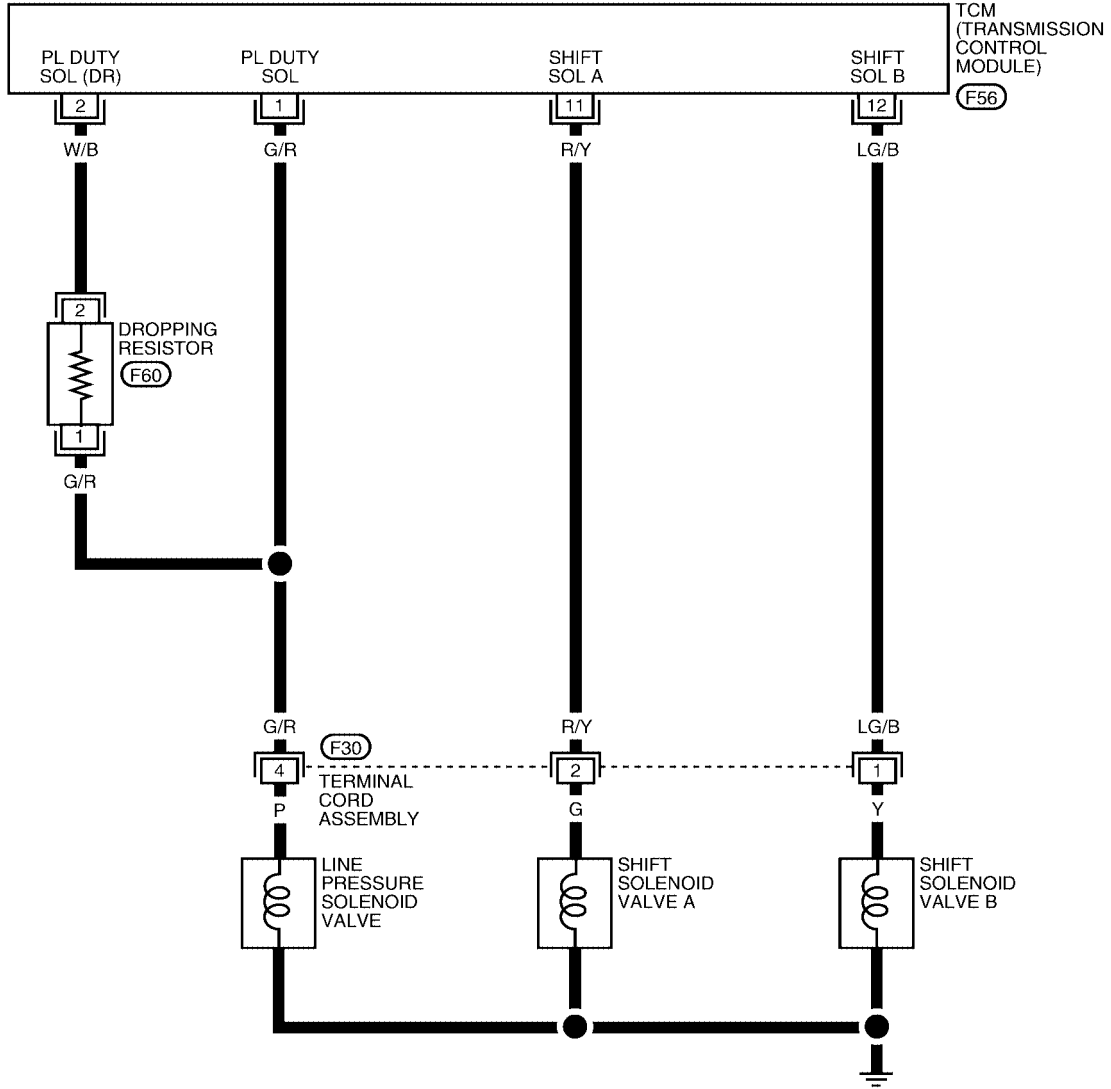 TCM
(TRANSMISSION
CONTROL
MODULE)
F56
PL DUTY
SOL (DR)
PL DUTY
SOL
SHIFT
SOL A
SHIFT
SOL B
2
1
11
12
W/B
G/R
R/Y
LG/B
2
DROPPING
RESISTOR
F60
1
G/R
G/R
R/Y
LG/B
F30
4
2
1
TERMINAL
CORD
ASSEMBLY
P
G
Y
LINE
PRESSURE
SOLENOID
VALVE
SHIFT
SOLENOID
VALVE A
SHIFT
SOLENOID
VALVE B